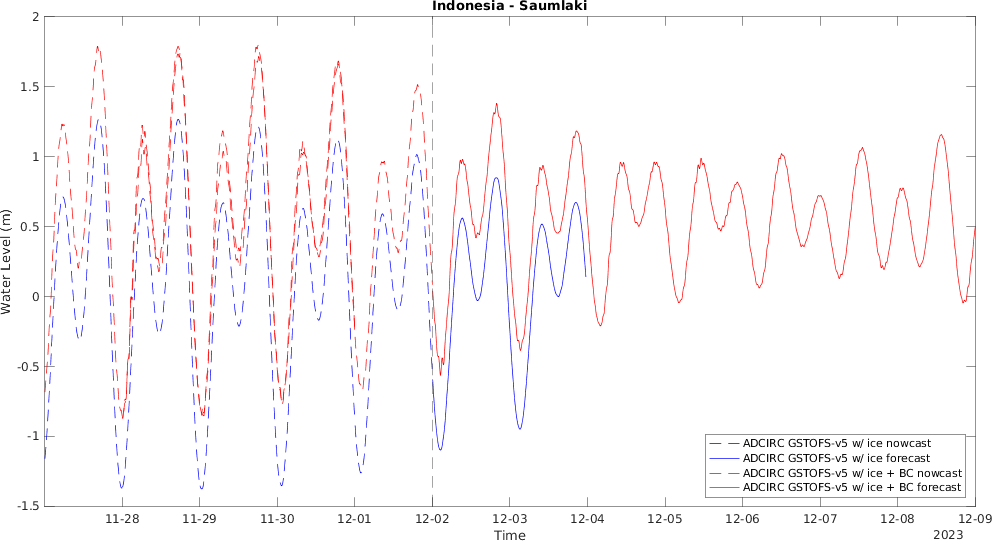 Indonesia - Saumlaki
2
1.5
1
0.5
0
-0.5
-1
-1.5
Water Level (m)
11-28 11-29 11-30 12-01 12-02 12-03 12-04 12-05 12-06 12-07 12-08 12-09
Time
2023
ADCIRC GSTOFS-v5 w/ ice nowcast
ADCIRC GSTOFS-v5 w/ ice forecast
ADCIRC GSTOFS-v5 w/ ice + BC nowcast
ADCIRC GSTOFS-v5 w/ ice + BC forecast